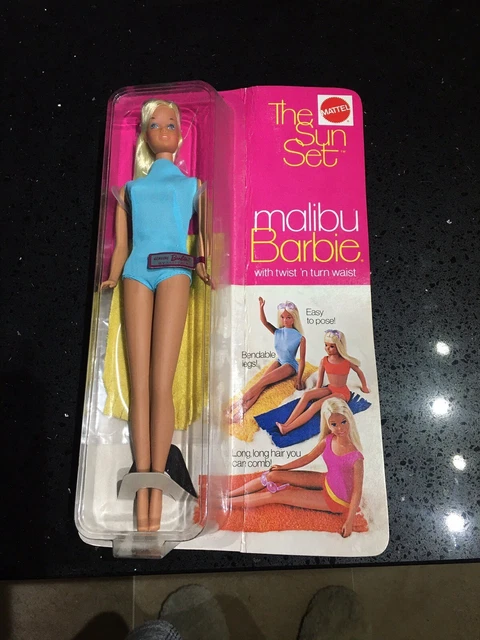 MATTEL
The
Sun
Set
malibu
Barbie
with twist 'n turn waist
Easy
to pose!
Bendable
legs!
Long, long hair you
can comb!
Barbie